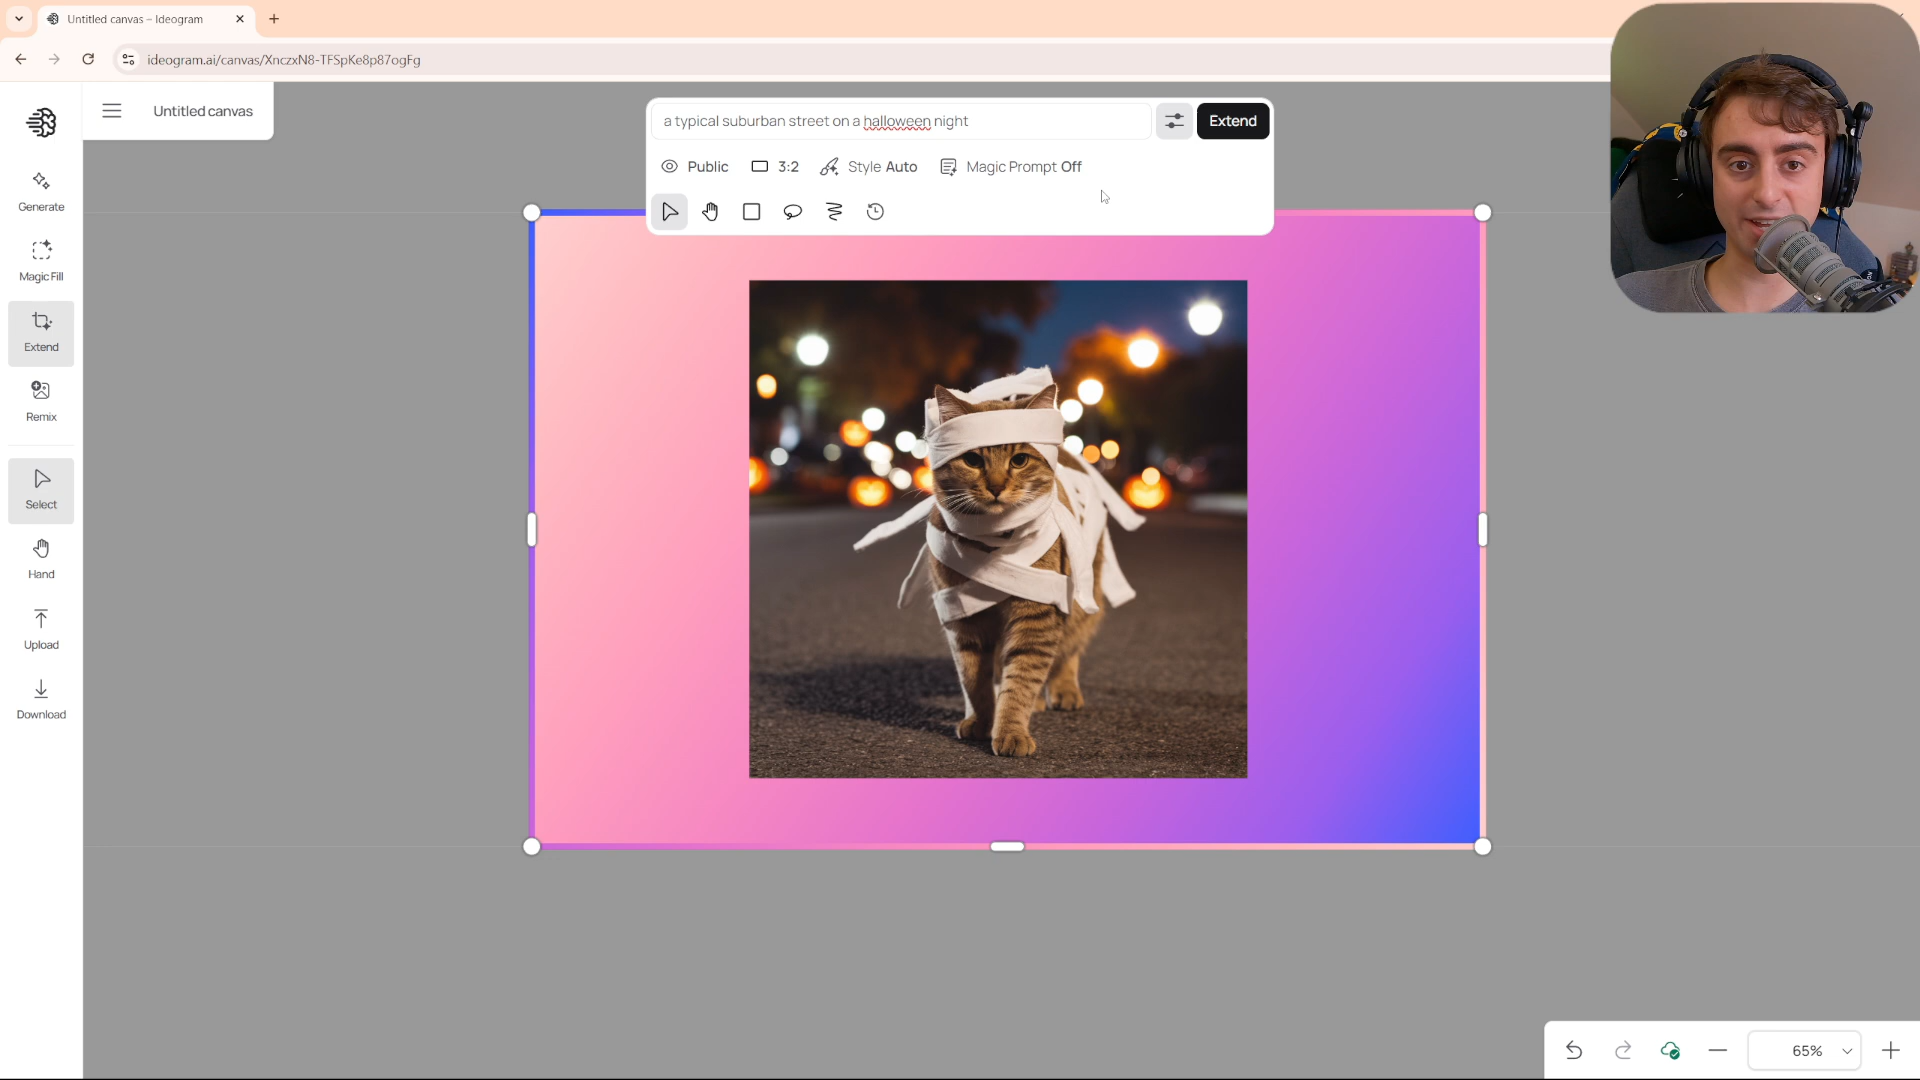 Untitled canvas – Ideogram
ideogram.ai/canvas/XnczxN8-TFSpKe8p87ogFg
Untitled canvas
a typical suburban street on a halloween night
Extend
Public
3:2
Style Auto
Magic Prompt Off
Generate
Magic Fill
Extend
Remix
Select
Hand
Upload
Download
65%